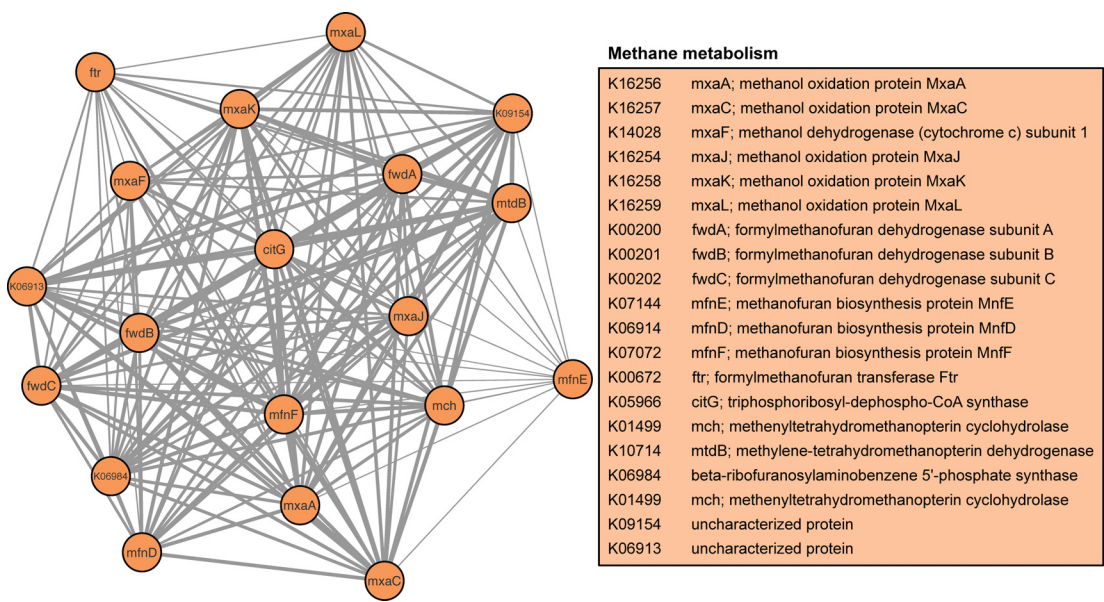 mxaL
ftr
mxaK
K09154
mxaF
fwdA
mtdB
citG
K06913
mxaJ
fwdB
mfnE
fwdC
mch
mfnF
K06984
mxaA
mfnD
mxaC
Methane metabolism
K16256 mxaA; methanol oxidation protein MxaA
K16257 mxaC; methanol oxidation protein MxaC
K14028 mxaF; methanol dehydrogenase (cytochrome c) subunit 1
K16254 mxaJ; methanol oxidation protein MxaJ
K16258 mxaK; methanol oxidation protein MxaK
K16259 mxaL; methanol oxidation protein MxaL
K00200 fwdA; formylmethanofuran dehydrogenase subunit A
K00201 fwdB; formylmethanofuran dehydrogenase subunit B
K00202 fwdC; formylmethanofuran dehydrogenase subunit C
K07144 mfnE; methanofuran biosynthesis protein MnfE
K06914 mfnD; methanofuran biosynthesis protein MnfD
K07072 mfnF; methanofuran biosynthesis protein MnfF
K00672 ftr; formylmethanofuran transferase Ftr
K05966 citG; triphosphoribosyl-dephospho-CoA synthase
K01499 mch; methenyltetrahydromethanopterin cyclohydrolase
K10714 mtdB; methylene-tetrahydromethanopterin dehydrogenase
K06984 beta-ribofuranosylaminobenzene 5'-phosphate synthase
K01499 mch; methenyltetrahydromethanopterin cyclohydrolase
K09154 uncharacterized protein
K06913 uncharacterized protein